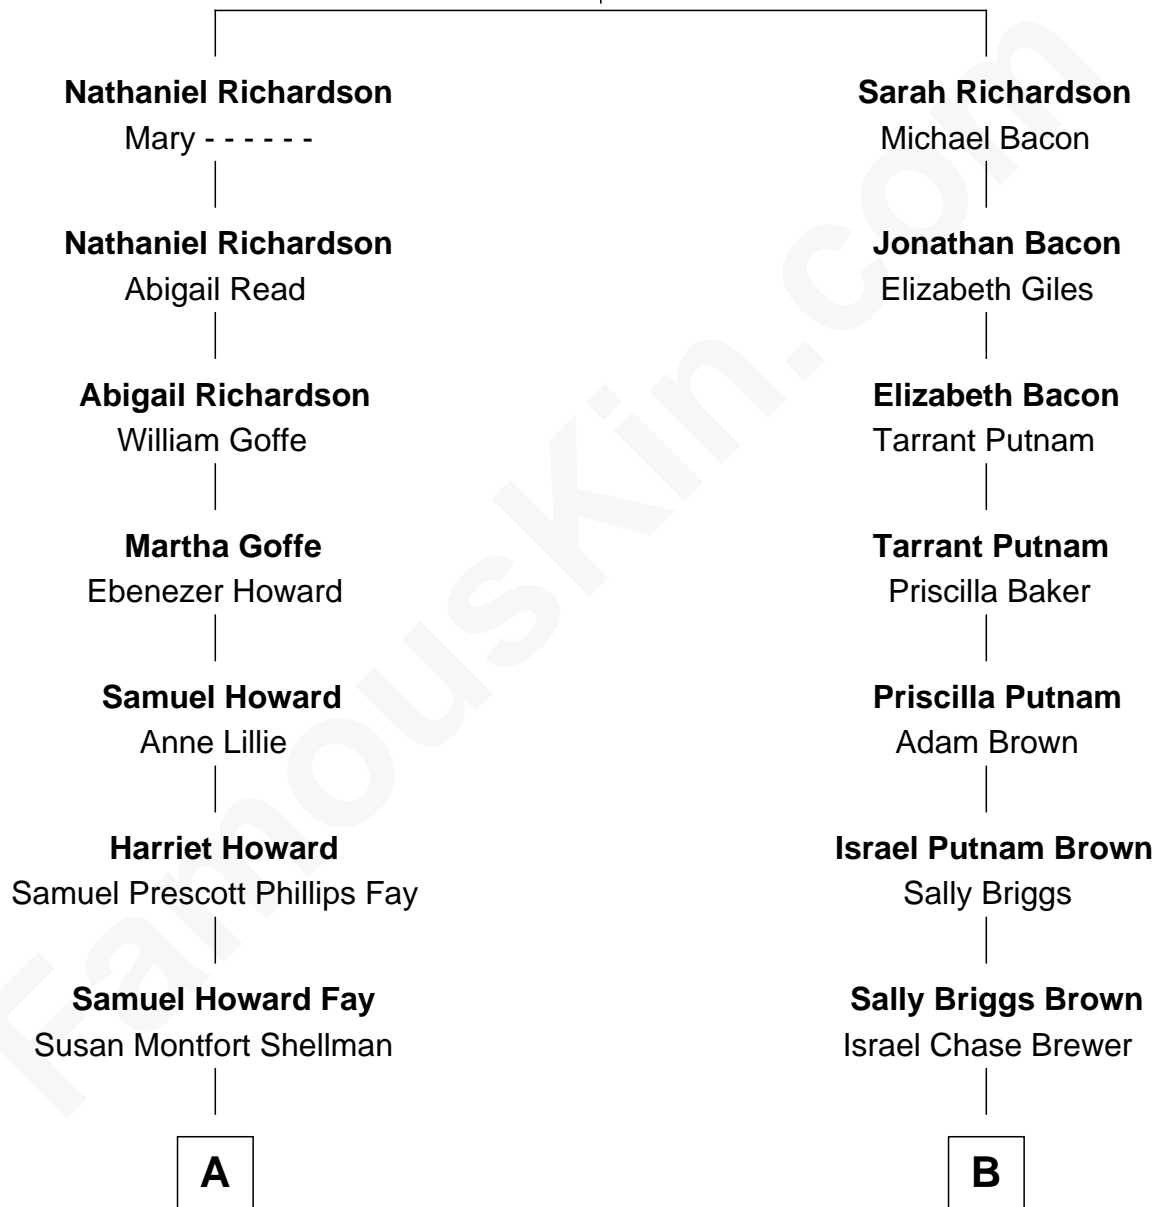 Nathaniel Richardson
Mary - - - - - -
Nathaniel Richardson
Abigail Read
Abigail Richardson
William Goffe
Martha Goffe
Ebenezer Howard
Samuel Howard
Anne Lillie
Harriet Howard
Samuel Prescott Phillips Fay
Samuel Howard Fay
Susan Montfort Shellman
A
Sarah Richardson
Michael Bacon
Jonathan Bacon
Elizabeth Giles
Elizabeth Bacon
Tarrant Putnam
Tarrant Putnam
Priscilla Baker
Priscilla Putnam
Adam Brown
Israel Putnam Brown
Sally Briggs
Sally Briggs Brown
Israel Chase Brewer
B
FamousKin.com